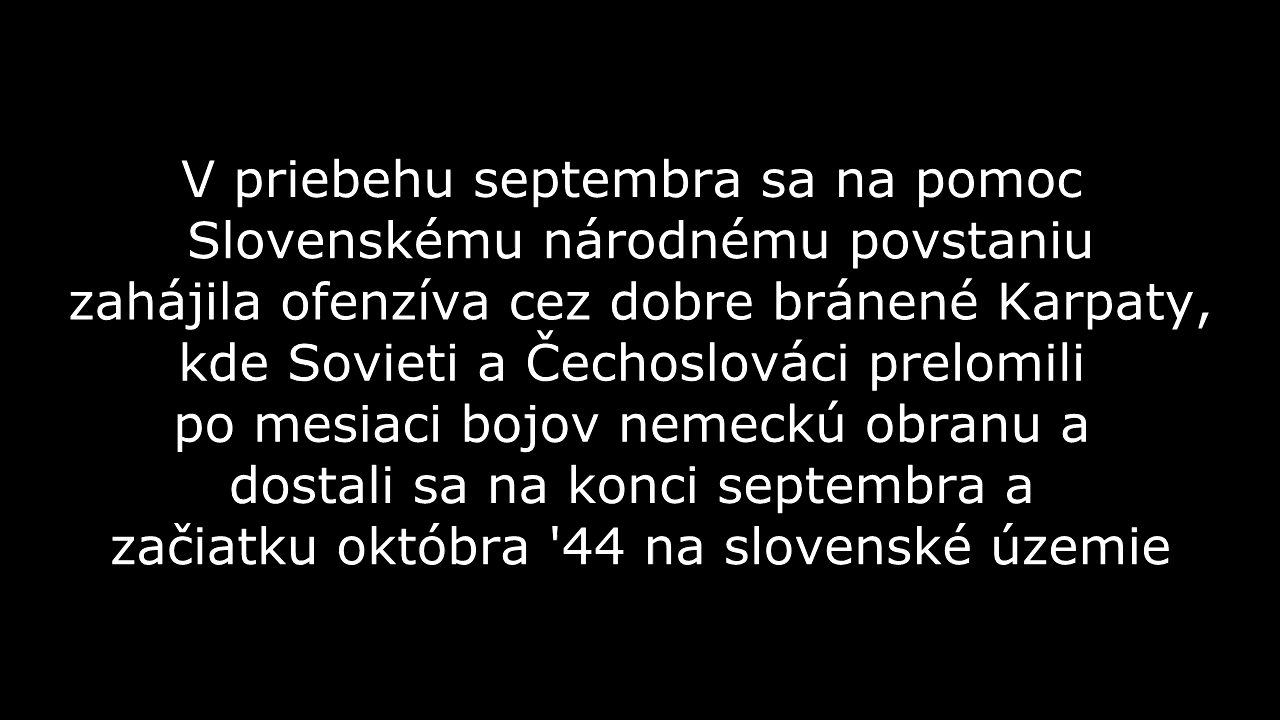 V priebehu septembra sa na pomoc
Slovenskému národnému povstaniu
zahájila ofenzíva cez dobre bránené Karpaty,
kde Sovieti a Čechoslováci prelomili
po mesiaci bojov nemeckú obranu a
dostali sa na konci septembra a
začiatku októbra '44 na slovenské územie